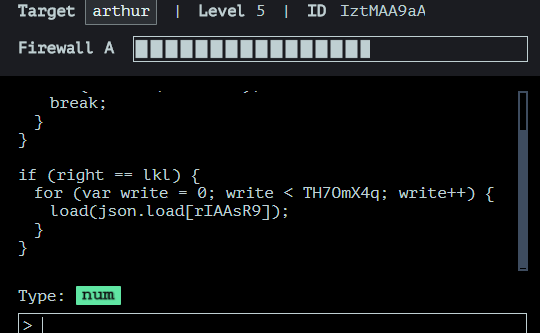 Target arthur | Level 5 | ID IztMAA9aA
Firewall A
break;
}
}
if (right == lkl) {
for (var write = 0; write < TH7OmX4q; write++) {
load(json.load[rIAAsR9]);
}
}
Type: num
>